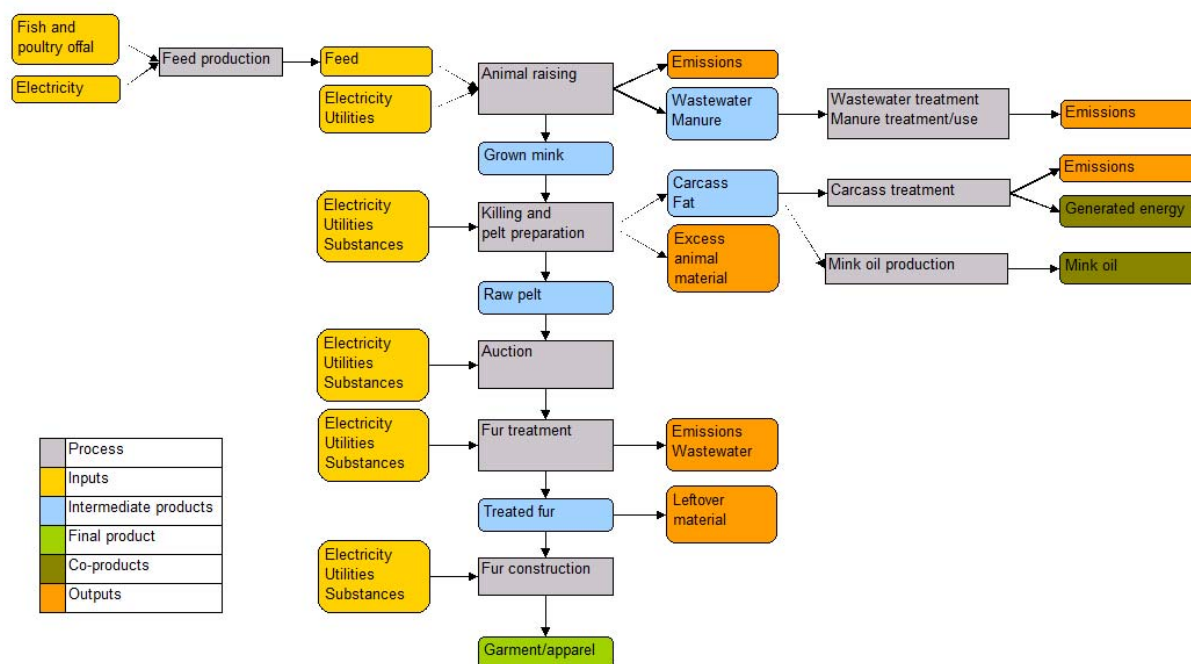 Fish and
poultry offal
Electricity
Feed production
Feed
Electricity
Utilities
Animal raising
Emissions
Wastewater
Manure
Wastewater treatment
Manure treatment/use
Emissions
Grown mink
Electricity
Utilities
Substances
Killing and
pelt preparation
Carcass
Fat
Excess
animal
material
Carcass treatment
Emissions
Generated energy
Mink oil production
Mink oil
Raw pelt
Electricity
Utilities
Substances
Auction
Electricity
Utilities
Substances
Fur treatment
Emissions
Wastewater
Treated fur
Leftover
material
Electricity
Utilities
Substances
Fur construction
Garment/apparel
Process
Inputs
Intermediate products
Final product
Co-products
Outputs